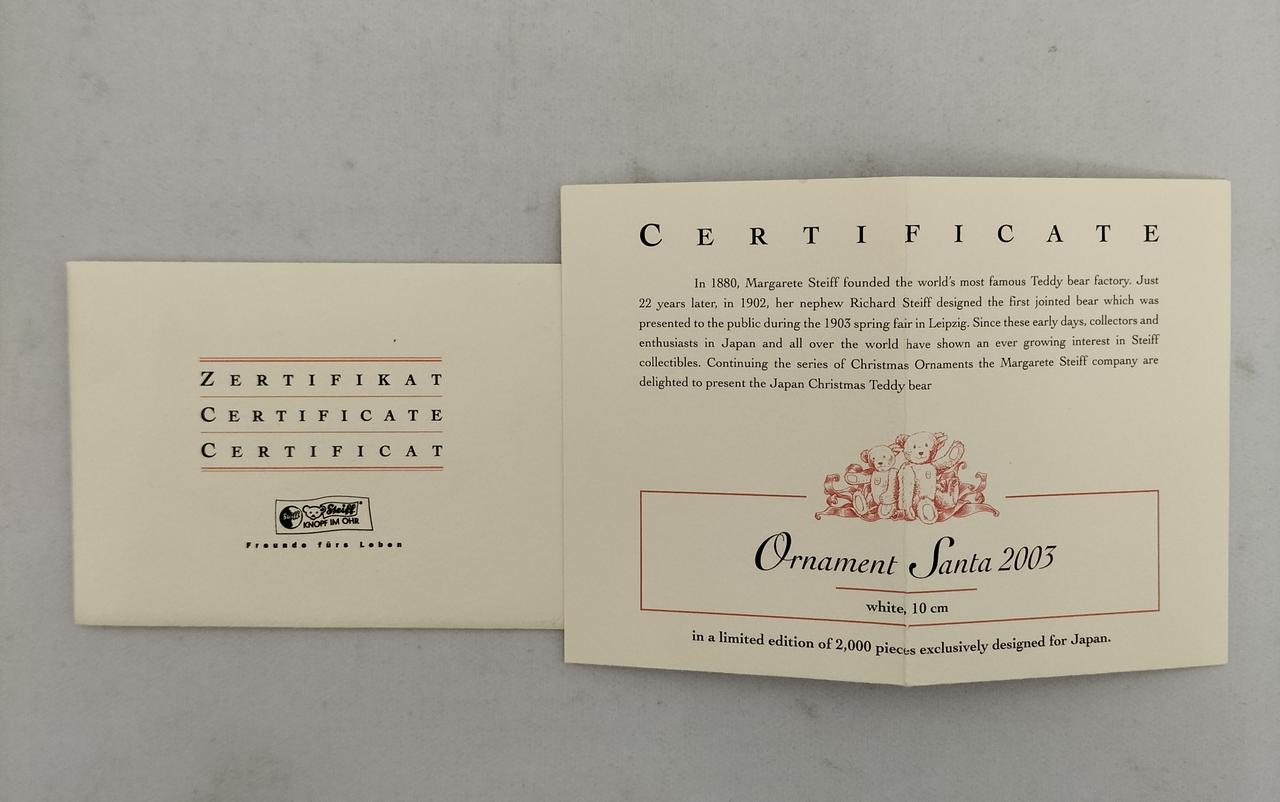 ZERTIFIKAT
CERTIFICATE
CERTIFICAT
Steiff Steiff
KNOPF IM OHR
Freunde fürs Leben
CERTIFICATE
In 1880, Margarete Steiff founded the world's most famous Teddy bear factory. Just
22 years later, in 1902, her nephew Richard Steiff designed the first jointed bear which was
presented to the public during the 1903 spring fair in Leipzig. Since these early days, collectors and
enthusiasts in Japan and all over the world have shown an ever growing interest in Steiff
collectibles. Continuing the series of Christmas Ornaments the Margarete Steiff company are
delighted to present the Japan Christmas Teddy bear
Ornament Santa 2003
white, 10 cm
in a limited edition of 2,000 pieces exclusively designed for Japan.